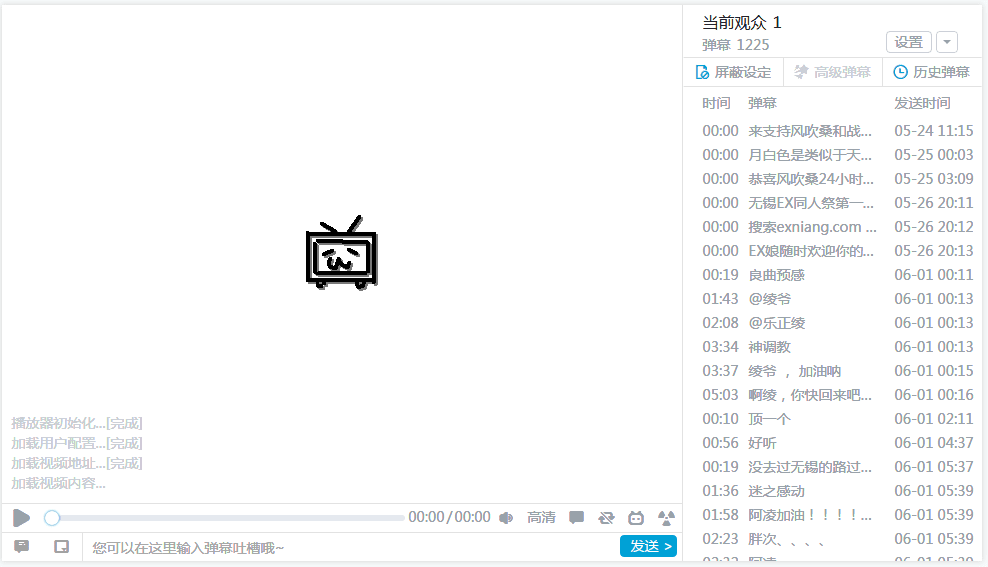 当前观众 1
弹幕 1225
设置
屏蔽设定 高级弹幕 历史弹幕
时间 弹幕 发送时间
00:00 来支持风吹桑和战... 05-24 11:15
00:00 月白色是类似于天... 05-25 00:03
00:00 恭喜风吹桑24小时... 05-25 03:09
00:00 无锡EX同人祭第一... 05-26 20:11
00:00 搜索exniang.com ... 05-26 20:12
00:00 EX娘随时欢迎你的... 05-26 20:13
00:19 良曲预感 06-01 00:11
01:43 @绫爷 06-01 00:13
02:08 @乐正绫 06-01 00:13
03:34 神调教 06-01 00:13
03:37 绫爷 ， 加油呐 06-01 00:15
05:03 啊绫，你快回来吧... 06-01 00:16
00:10 顶一个 06-01 02:11
00:56 好听 06-01 04:37
00:19 没去过无锡的路过... 06-01 05:37
01:36 迷之感动 06-01 05:39
01:58 阿凌加油！！！！... 06-01 05:39
02:23 胖次、、、、 06-01 05:39
播放器初始化...[完成]
加载用户配置...[完成]
加载视频地址...[完成]
加载视频内容...
00:00/00:00 高清
您可以在这里输入弹幕吐槽哦~
发送 >